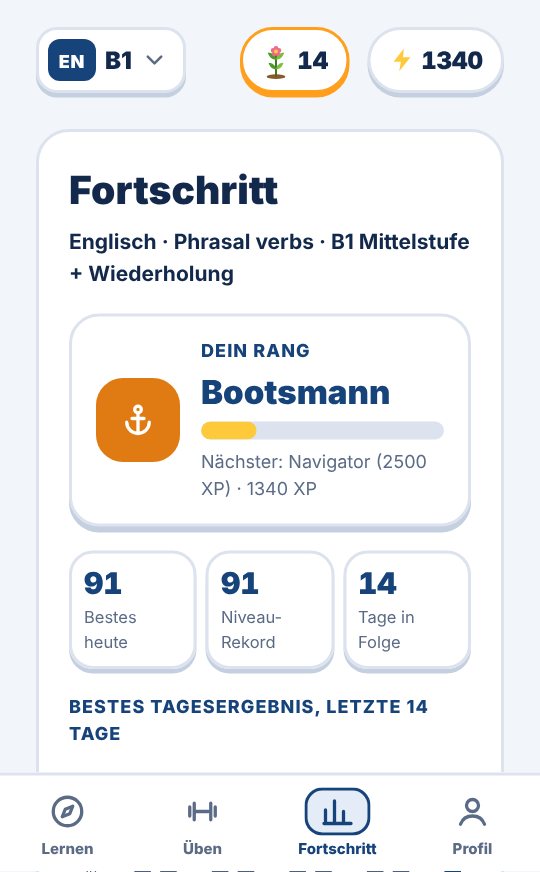 EN B1
14
1340
Fortschritt
Englisch · Phrasal verbs · B1 Mittelstufe
+ Wiederholung
DEIN RANG
Bootsmann
Nächster: Navigator (2500
XP) · 1340 XP
91
Bestes
heute
91
Niveau-
Rekord
14
Tage in
Folge
BESTES TAGESERGEBNIS, LETZTE 14
TAGE
Lernen
Üben
Fortschritt
Profil